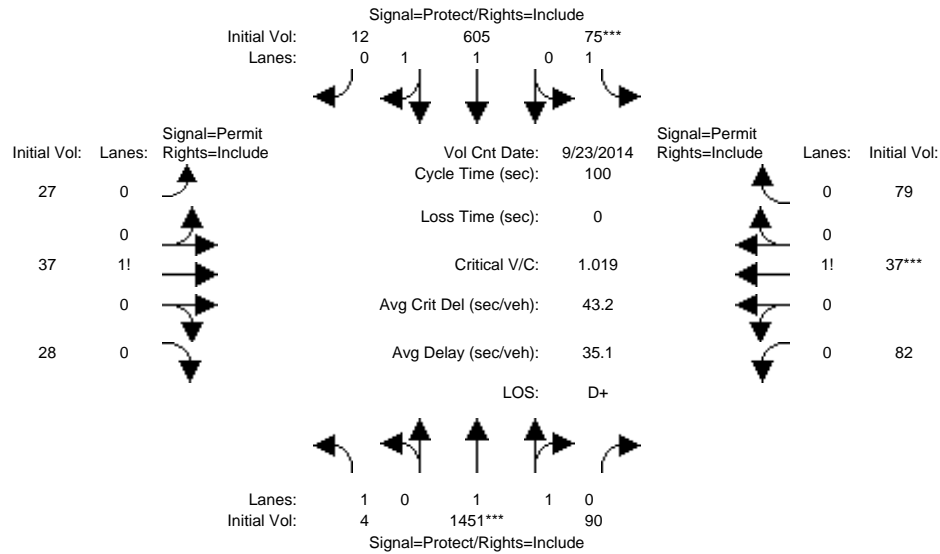 Signal=Protect/Rights=Include
Initial Vol: 12 605 75***
Lanes: 0 1 1 0 1
Signal=Permit
Initial Vol: Lanes: Rights=Include
Vol Cnt Date: 9/23/2014
Signal=Permit
Rights=Include Lanes: Initial Vol:
Cycle Time (sec): 100
27 0
0 79
Loss Time (sec): 0
0
0
37 1!
Critical V/C: 1.019
1! 37***
0
Avg Crit Del (sec/veh): 43.2
0
28 0
Avg Delay (sec/veh): 35.1
0 82
LOS: D+
Lanes: 1 0 1 1 0
Initial Vol: 4 1451*** 90
Signal=Protect/Rights=Include